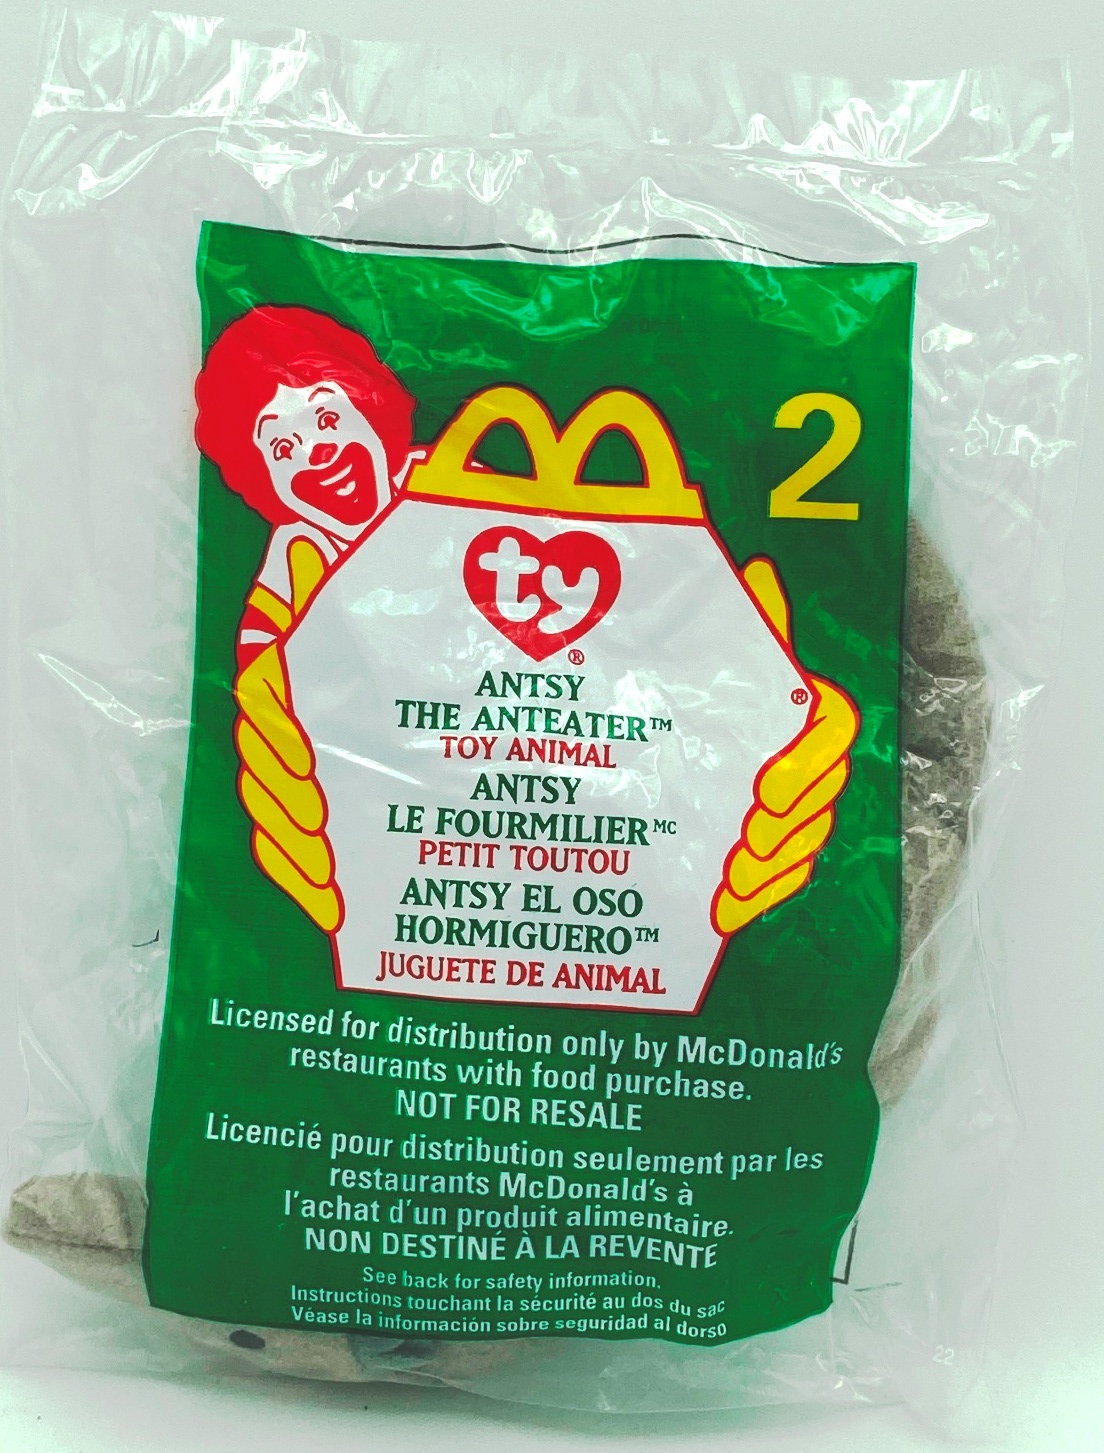 2
ty®
ANTSY
THE ANTEATER™
TOY ANIMAL
ANTSY
LE FOURMILIER MC
PETIT TOUTOU
ANTSY EL OSO
HORMIGUERO™
JUGUETE DE ANIMAL
®
Licensed for distribution only by McDonald's
restaurants with food purchase.
NOT FOR RESALE
Licencié pour distribution seulement par les
restaurants McDonald's à
l'achat d'un produit alimentaire.
NON DESTINÉ À LA REVENTE
See back for safety information.
Instructions touchant la sécurité au dos du sac
Véase la información sobre seguridad al dorso
22